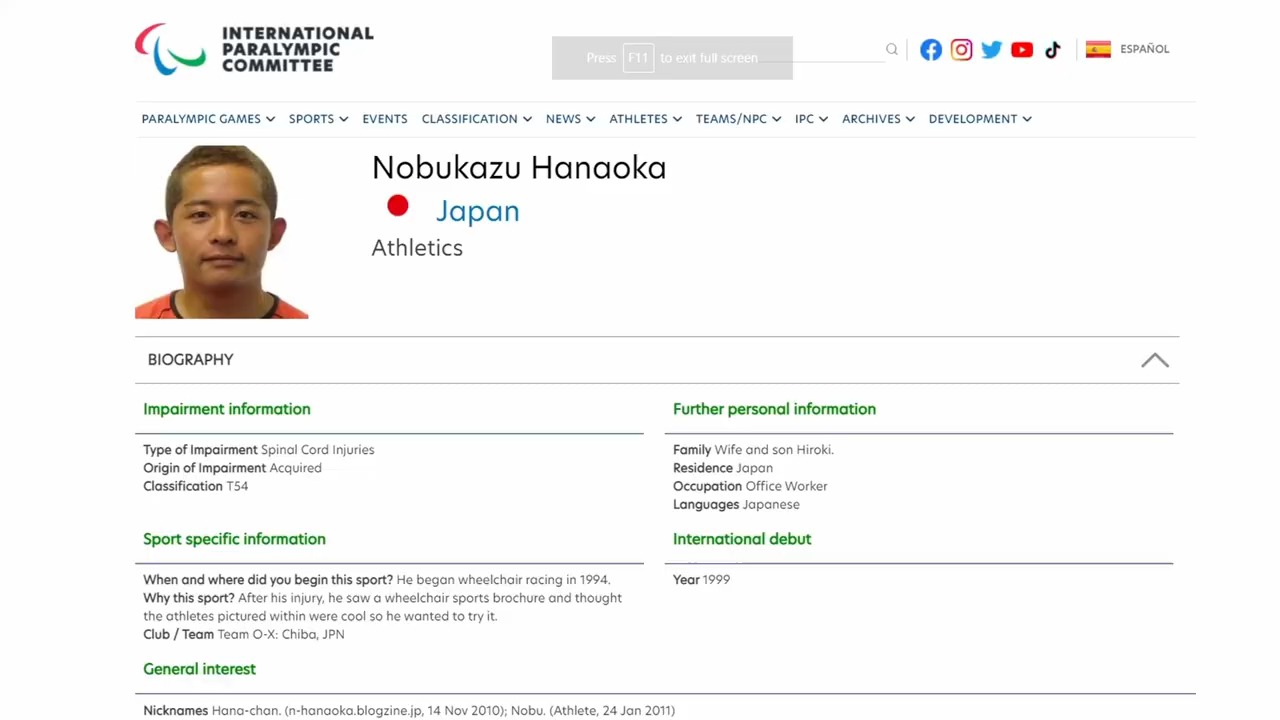 INTERNATIONAL
PARALYMPIC
COMMITTEE
Press F11 to exit full screen
ESPAÑOL
PARALYMPIC GAMES SPORTS EVENTS CLASSIFICATION NEWS ATHLETES TEAMS/NPC IPC ARCHIVES DEVELOPMENT
Nobukazu Hanaoka
Japan
Athletics
BIOGRAPHY
Impairment information
Type of Impairment Spinal Cord Injuries
Origin of Impairment Acquired
Classification T54
Further personal information
Family Wife and son Hiroki.
Residence Japan
Occupation Office Worker
Languages Japanese
Sport specific information
When and where did you begin this sport? He began wheelchair racing in 1994.
Why this sport? After his injury, he saw a wheelchair sports brochure and thought
the athletes pictured within were cool so he wanted to try it.
Club / Team Team O-X: Chiba, JPN
International debut
Year 1999
General interest
Nicknames Hana-chan. (n-hanaoka.blogzine.jp, 14 Nov 2010); Nobu. (Athlete, 24 Jan 2011)